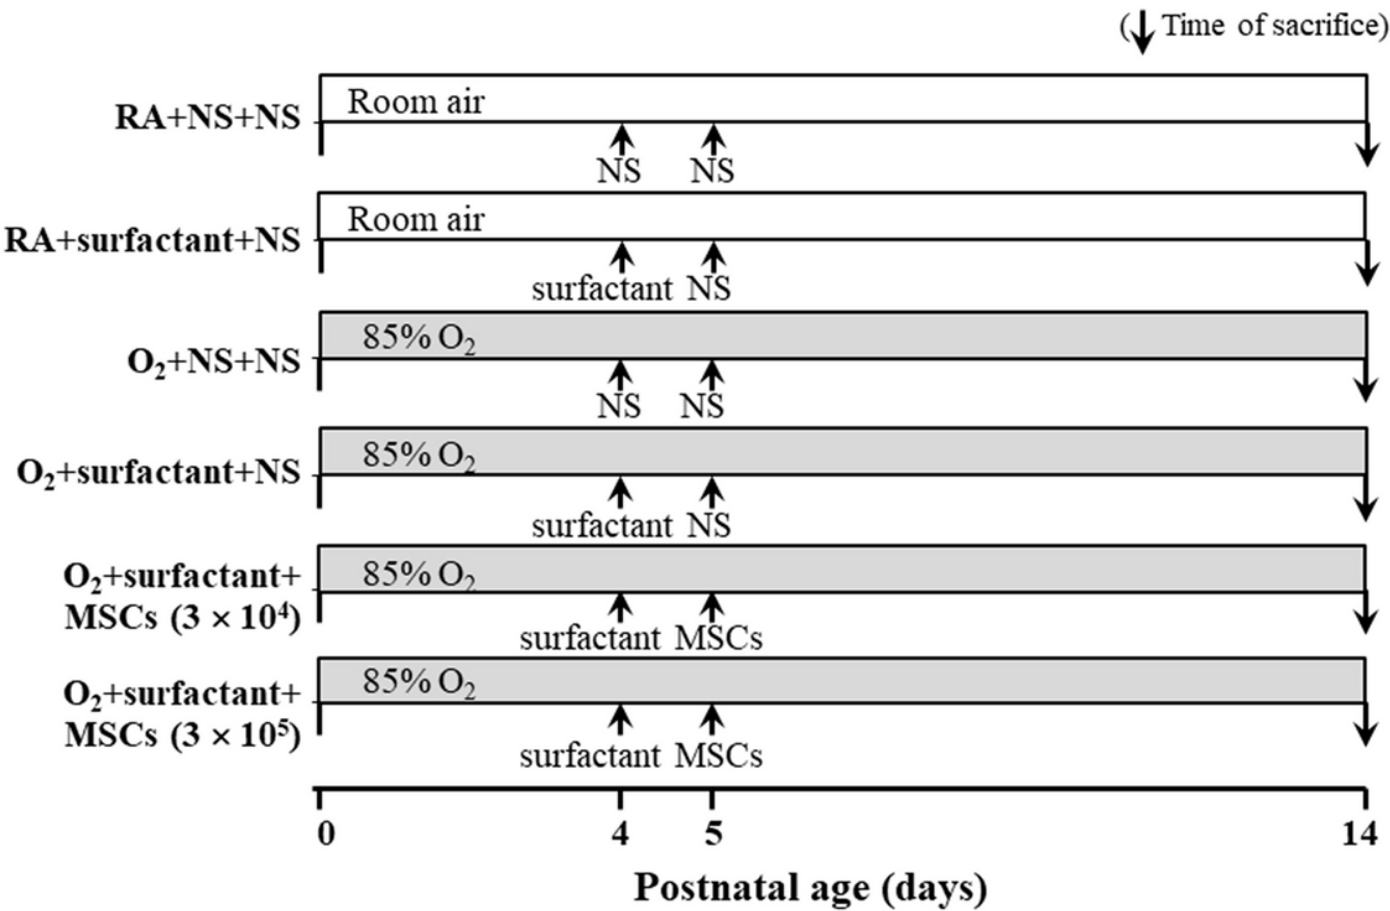 (↓ Time of sacrifice)
RA+NS+NS
Room air
NS NS
RA+surfactant+NS
Room air
surfactant NS
O₂+NS+NS
85% O₂
NS NS
O₂+surfactant+NS
85% O₂
surfactant NS
O₂+surfactant+
MSCs (3 × 10⁴)
85% O₂
surfactant MSCs
O₂+surfactant+
MSCs (3 × 10⁵)
85% O₂
surfactant MSCs
0 4 5 14
Postnatal age (days)